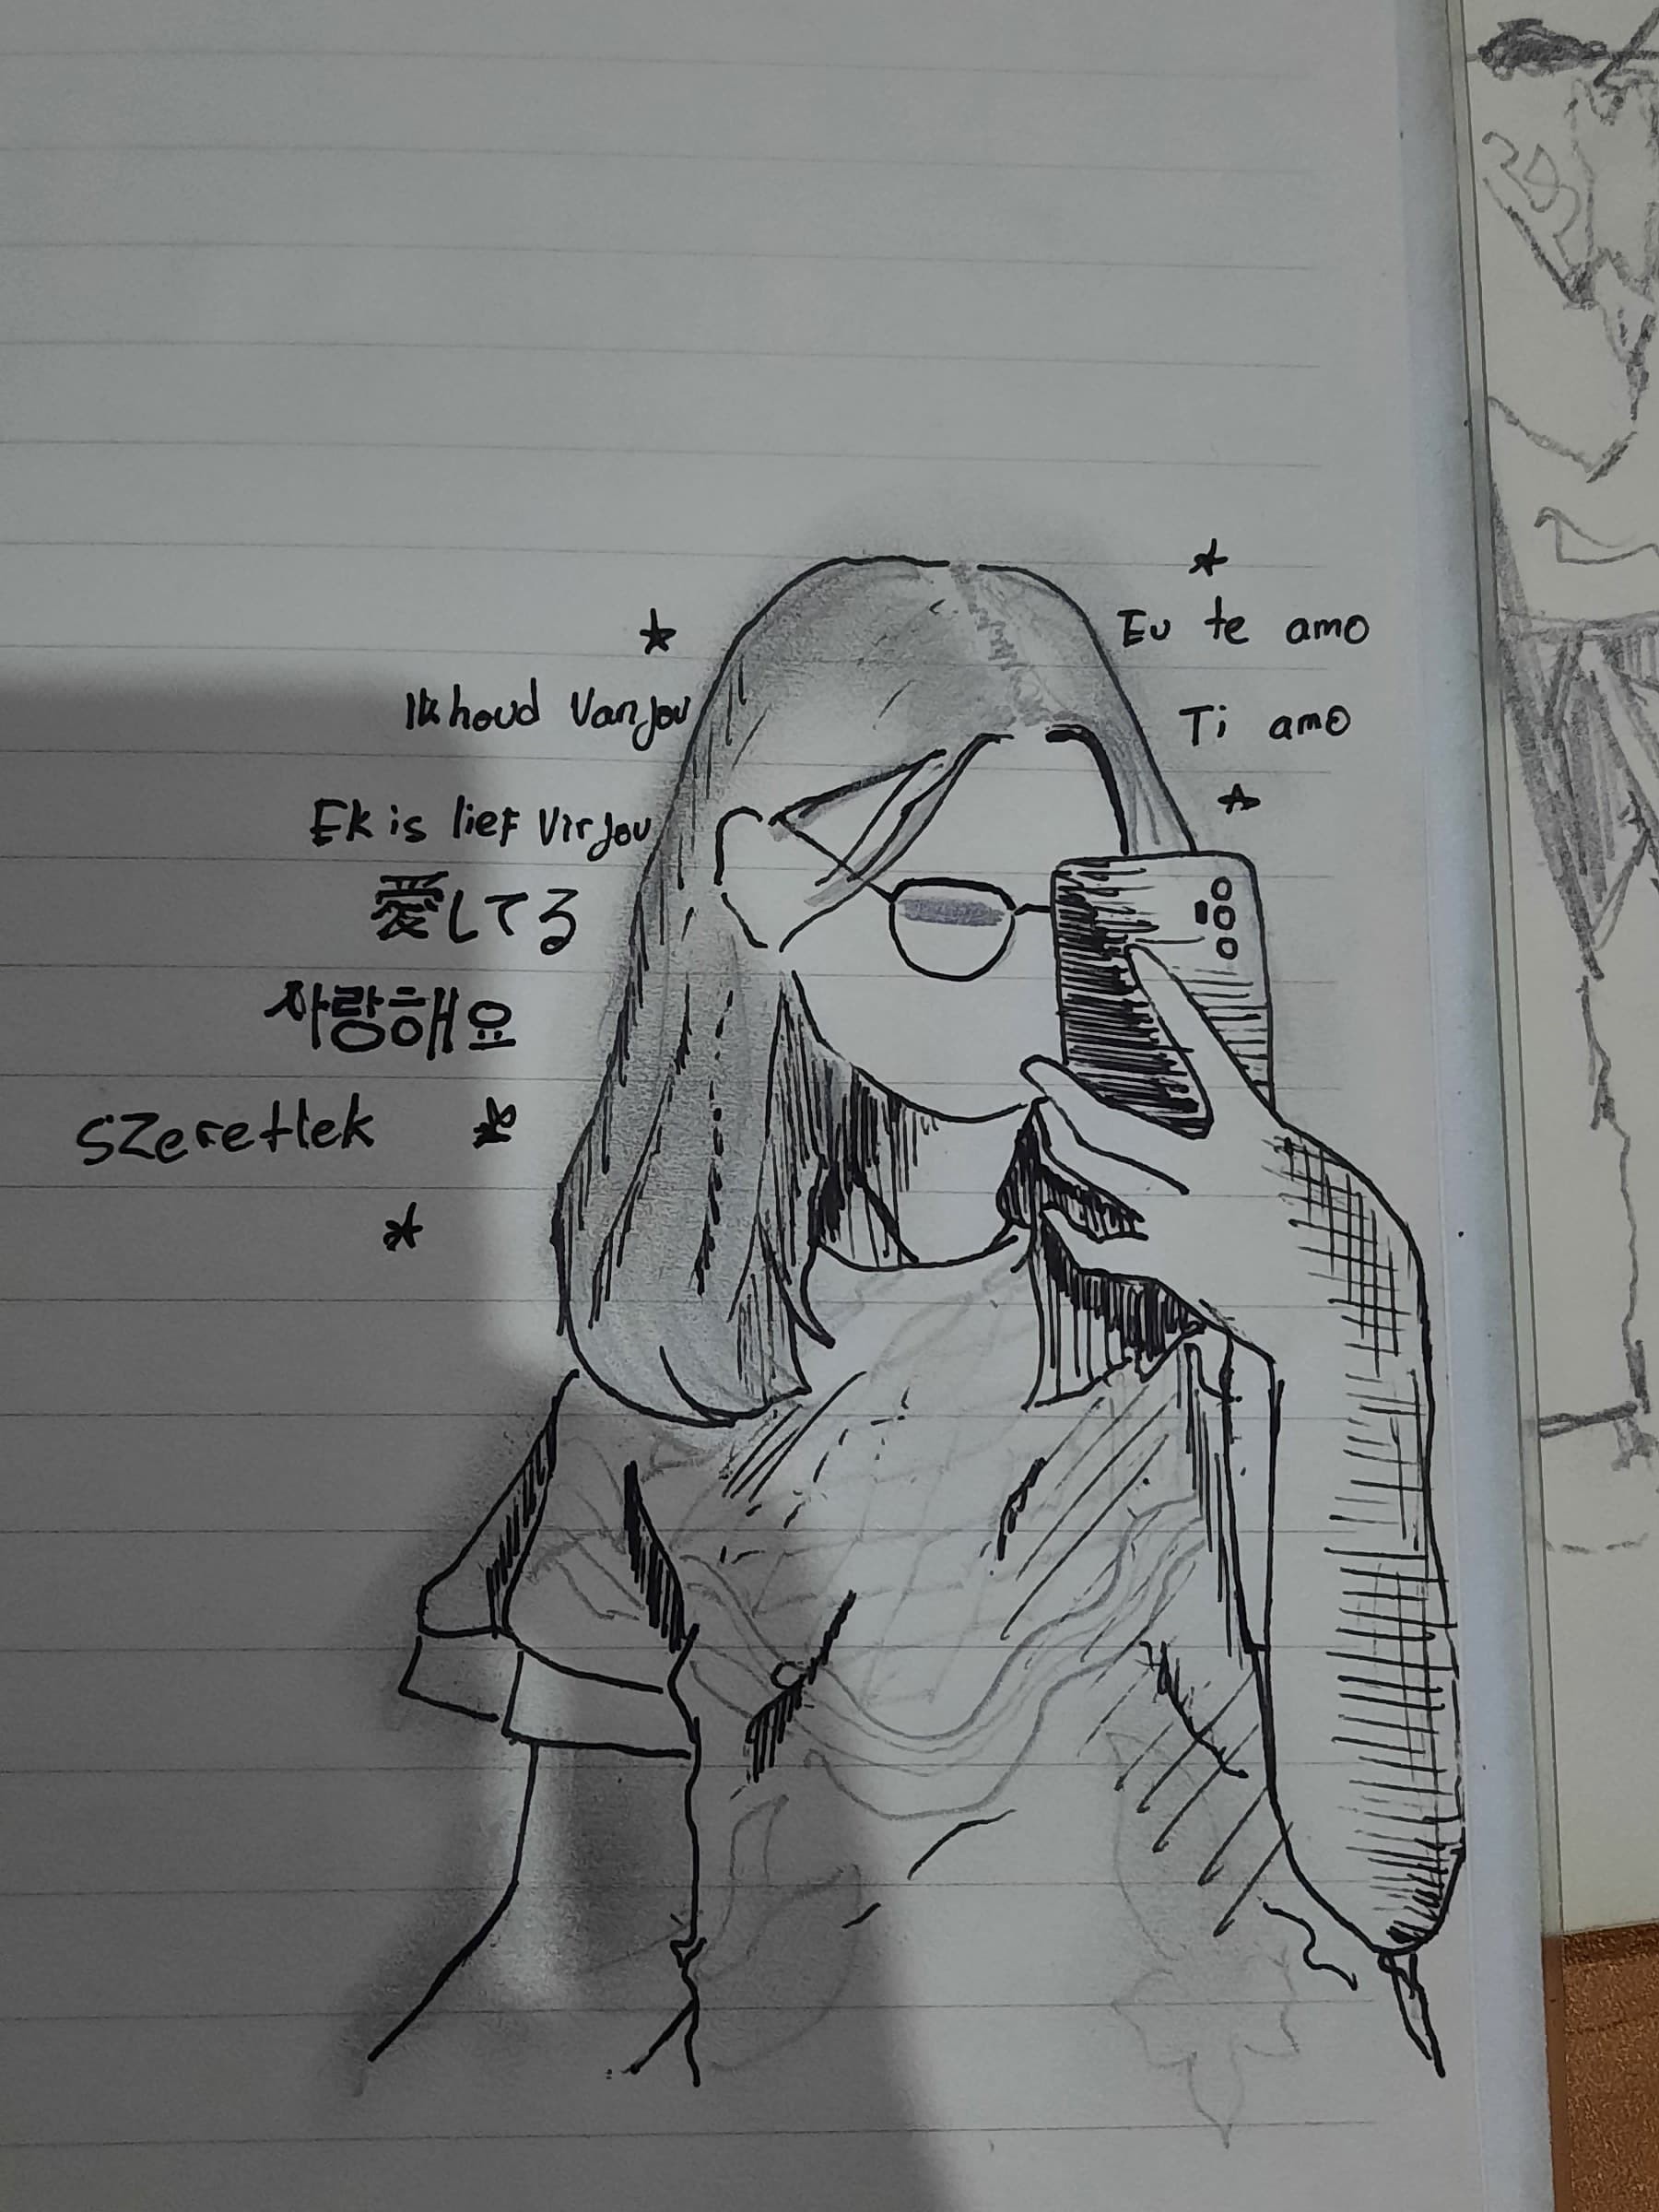 Eu te amo
Ik houd Van jou
Ti amo
Ek is lief Vir jou
愛してる
사랑해요
SZeretlek